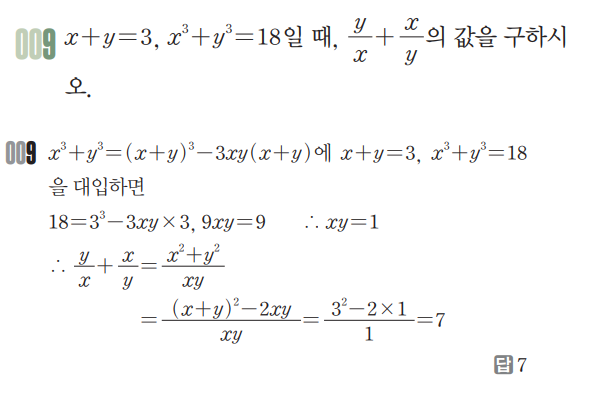 009 x+y=3, x³+y³=18일 때, y/x + x/y의 값을 구하시
오.
009 x³+y³=(x+y)³−3xy(x+y)에 x+y=3, x³+y³=18
을 대입하면
18=3³−3xy×3, 9xy=9 ∴ xy=1
∴ y/x + x/y = (x²+y²)/xy
= ((x+y)²−2xy)/xy = (3²−2×1)/1 = 7
답 7